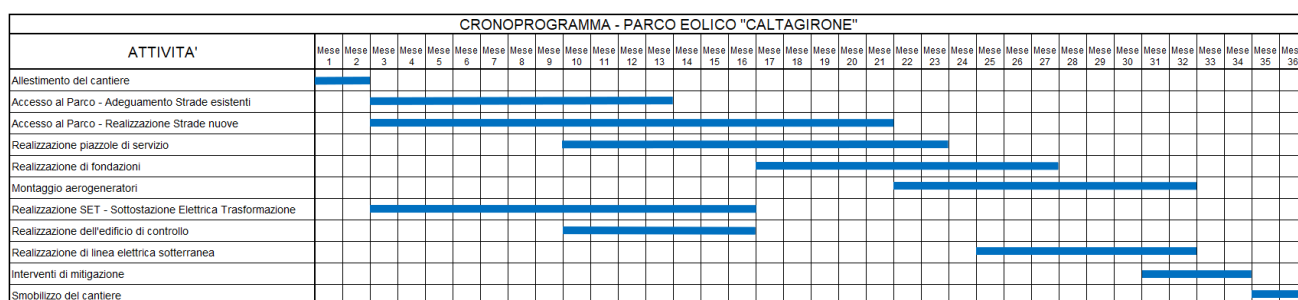 CRONOPROGRAMMA - PARCO EOLICO "CALTAGIRONE"
ATTIVITA'
Mese Mese Mese Mese Mese Mese Mese Mese Mese Mese Mese Mese Mese Mese Mese Mese Mese Mese Mese Mese Mese Mese Mese Mese Mese Mese Mese Mese Mese Mese Mese Mese Mese Mese Mese Mese
1 2 3 4 5 6 7 8 9 10 11 12 13 14 15 16 17 18 19 20 21 22 23 24 25 26 27 28 29 30 31 32 33 34 35 36
Allestimento del cantiere
Accesso al Parco - Adeguamento Strade esistenti
Accesso al Parco - Realizzazione Strade nuove
Realizzazione piazzole di servizio
Realizzazione di fondazioni
Montaggio aerogeneratori
Realizzazione SET - Sottostazione Elettrica Trasformazione
Realizzazione dell'edificio di controllo
Realizzazione di linea elettrica sotterranea
Interventi di mitigazione
Smobilizzo del cantiere